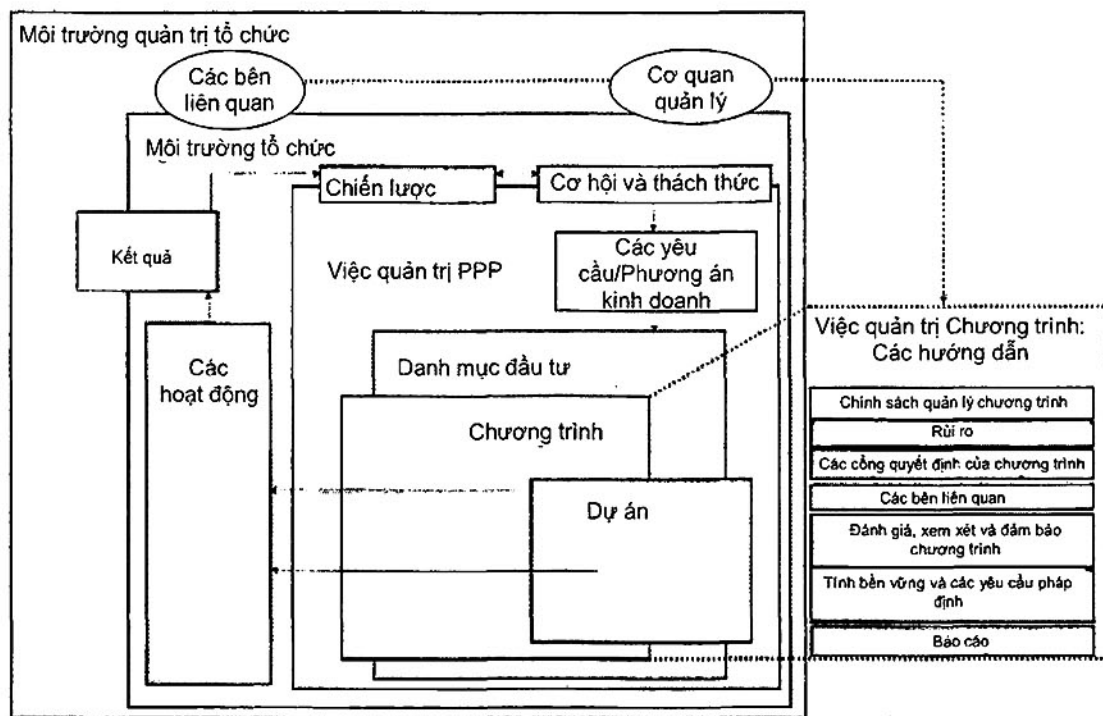 Môi trường quản trị tổ chức
Các bên
liên quan
Cơ quan
quản lý
Môi trường tổ chức
Chiến lược
Cơ hội và thách thức
Kết quả
Việc quản trị PPP
Các yêu
cầu/Phương án
kinh doanh
Các
hoạt động
Danh mục đầu tư
Chương trình
Dự án
Việc quản trị Chương trình:
Các hướng dẫn
Chính sách quản lý chương trình
Rủi ro
Các cổng quyết định của chương trình
Các bên liên quan
Đánh giá, xem xét và đảm bảo
chương trình
Tính bền vững và các yêu cầu pháp
định
Báo cáo